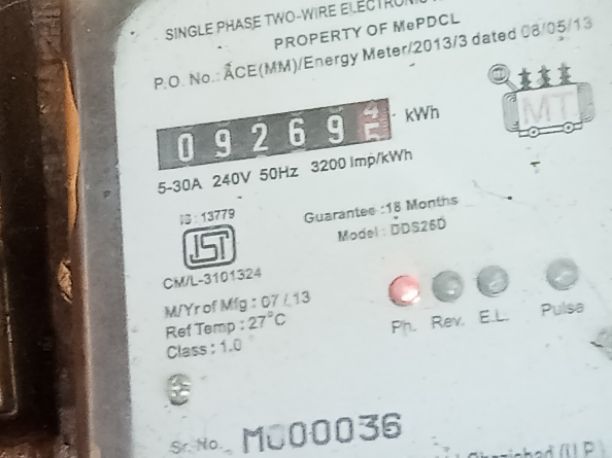 SINGLE PHASE TWO-WIRE
PROPERTY OF MePDCL
P.O. No.: ACE(MM)/Energy Meter/2013/3 dated 08/05/13
MT
09269 kWh
5-30A 240V 50Hz 3200 Imp/kWh
IS : 13779
Guarantee :18 Months
Model : DDS26D
CM/L-3101324
M/Yr of Mfg : 07 / 13
Ref Temp : 27°C
Class : 1.0
Ph. Rev. E.L. Pulse
Sr. No.